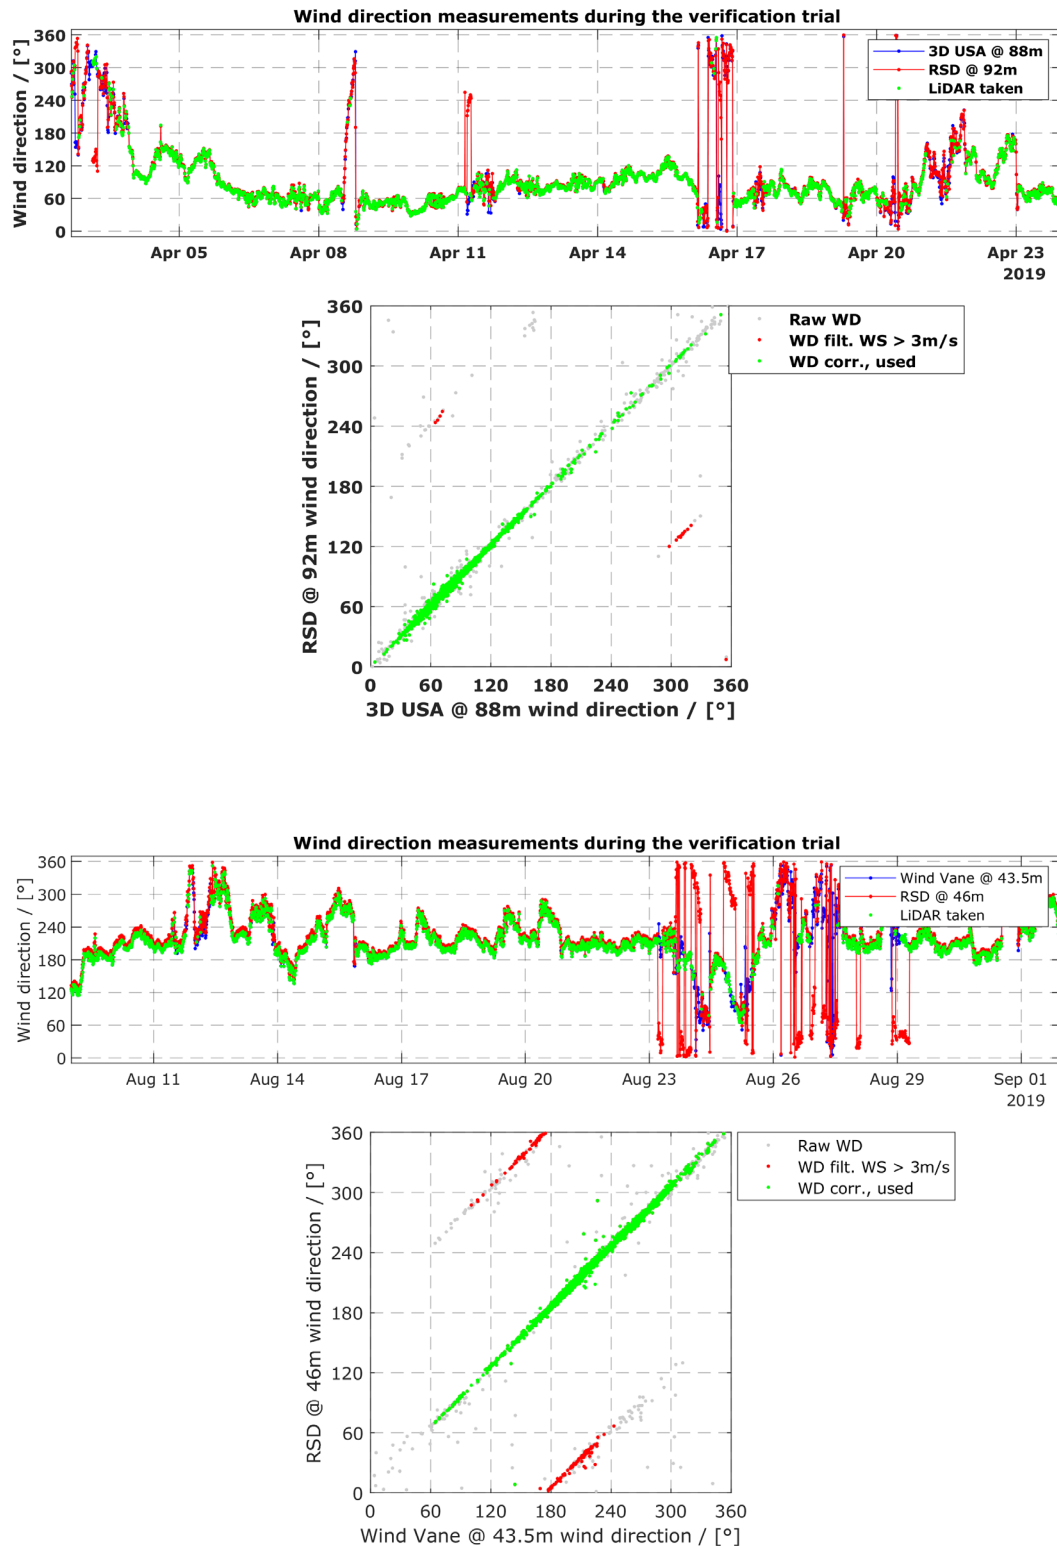 Wind direction measurements during the verification trial
Wind direction / [°]
360
300
240
180
120
60
0
3D USA @ 88m
RSD @ 92m
LiDAR taken
Apr 05
Apr 08
Apr 11
Apr 14
Apr 17
Apr 20
Apr 23
2019
RSD @ 92m wind direction / [°]
360
300
240
180
120
60
0
Raw WD
WD filt. WS > 3m/s
WD corr., used
0 60 120 180 240 300 360
3D USA @ 88m wind direction / [°]
Wind direction measurements during the verification trial
Wind direction / [°]
360
300
240
180
120
60
0
Wind Vane @ 43.5m
RSD @ 46m
LiDAR taken
Aug 11
Aug 14
Aug 17
Aug 20
Aug 23
Aug 26
Aug 29
Sep 01
2019
RSD @ 46m wind direction / [°]
360
300
240
180
120
60
0
Raw WD
WD filt. WS > 3m/s
WD corr., used
0 60 120 180 240 300 360
Wind Vane @ 43.5m wind direction / [°]